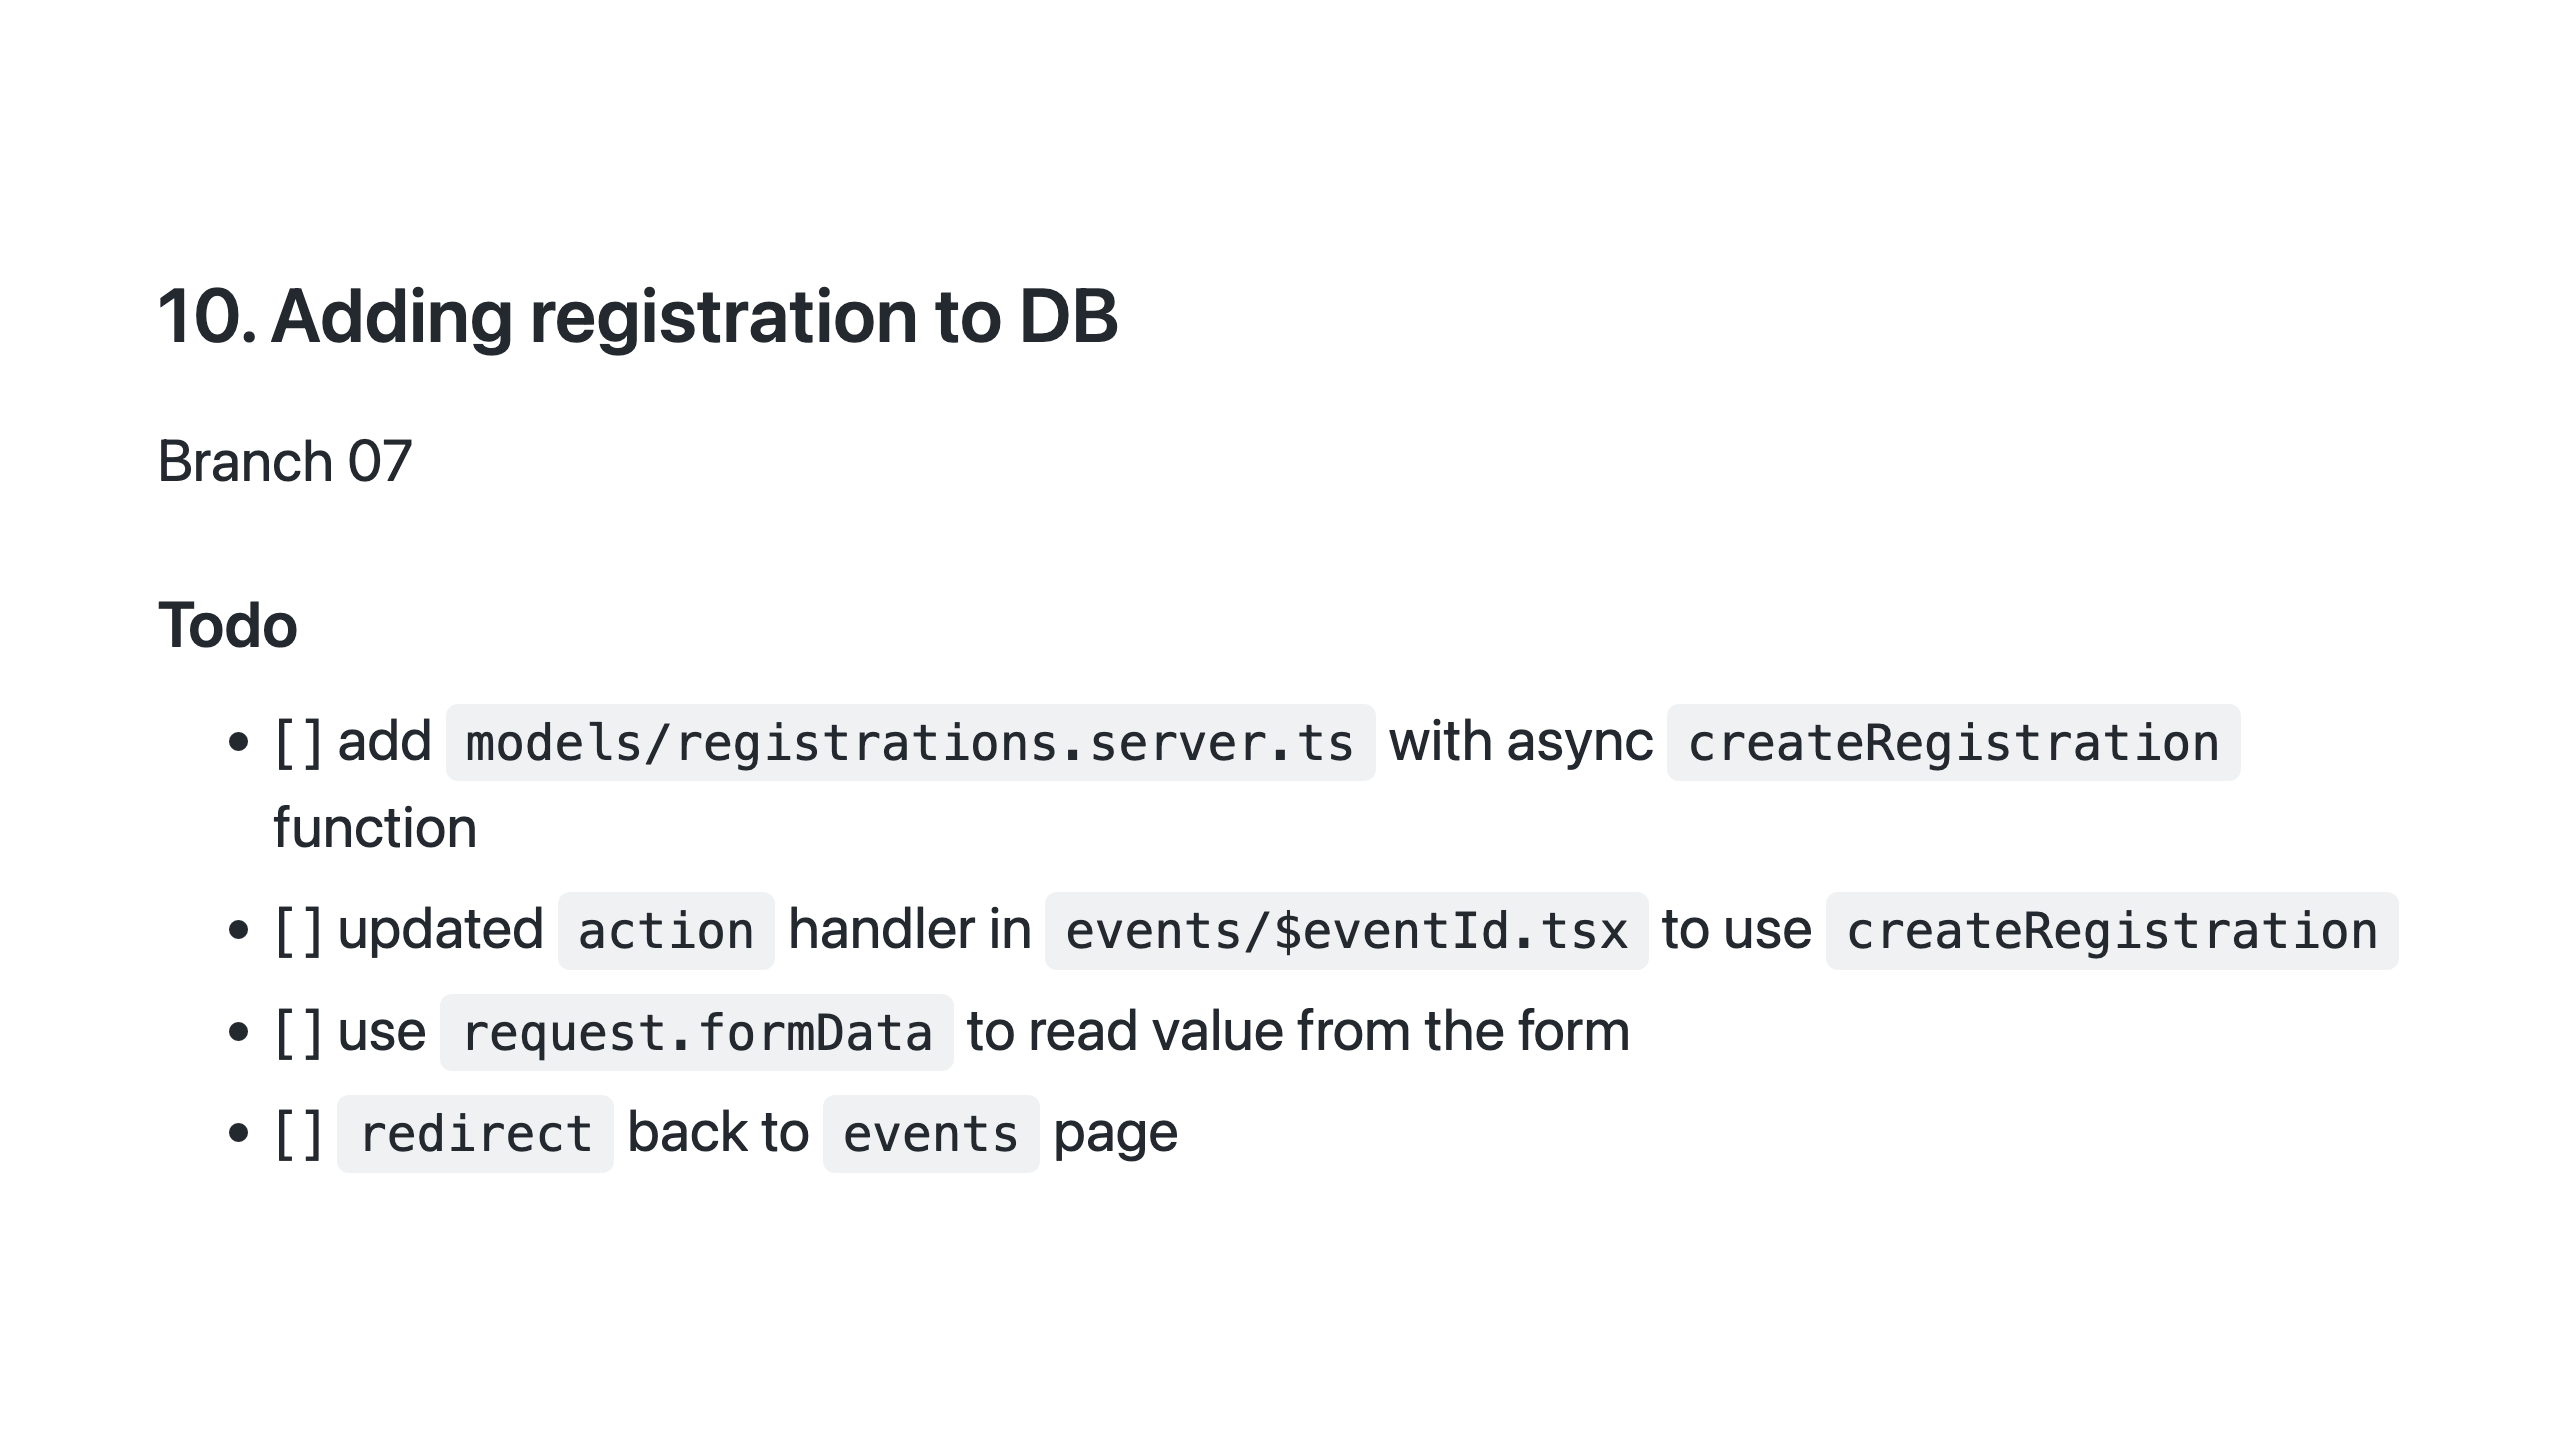 10. Adding registration to DB
Branch 07
Todo
• [] add models/registrations.server.ts with async createRegistration
function
• [] updated action handler in events/$eventId.tsx to use createRegistration
• [] use request.formData to read value from the form
• [] redirect back to events page